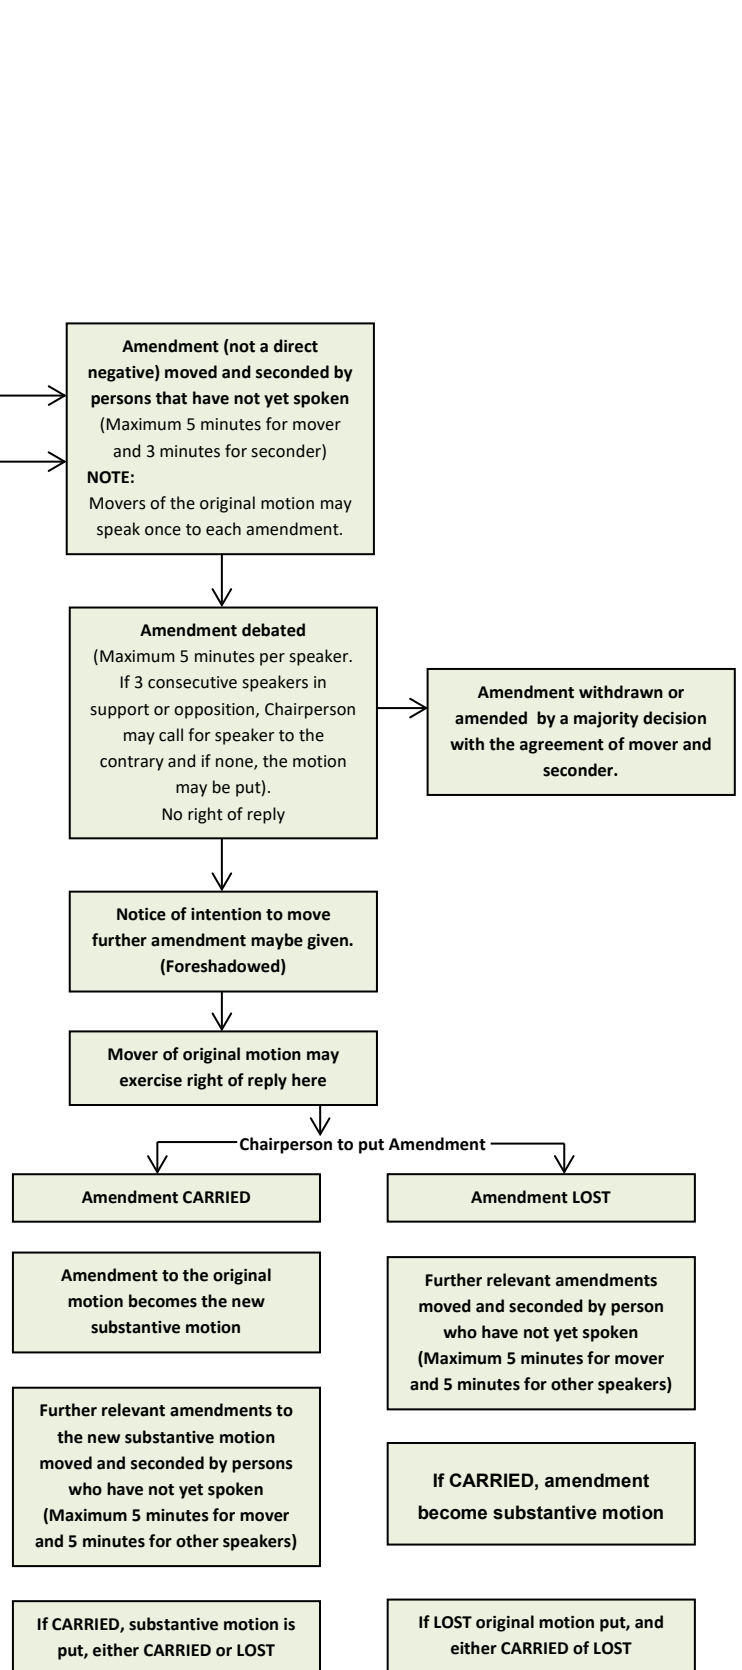 Amendment (not a direct
negative) moved and seconded by
persons that have not yet spoken
(Maximum 5 minutes for mover
and 3 minutes for seconder)
NOTE:
Movers of the original motion may
speak once to each amendment.
Amendment debated
(Maximum 5 minutes per speaker.
If 3 consecutive speakers in
support or opposition, Chairperson
may call for speaker to the
contrary and if none, the motion
may be put).
No right of reply
Amendment withdrawn or
amended by a majority decision
with the agreement of mover and
seconder.
Notice of intention to move
further amendment maybe given.
(Foreshadowed)
Mover of original motion may
exercise right of reply here
Chairperson to put Amendment
Amendment CARRIED
Amendment to the original
motion becomes the new
substantive motion
Further relevant amendments to
the new substantive motion
moved and seconded by persons
who have not yet spoken
(Maximum 5 minutes for mover
and 5 minutes for other speakers)
If CARRIED, substantive motion is
put, either CARRIED or LOST
Amendment LOST
Further relevant amendments
moved and seconded by person
who have not yet spoken
(Maximum 5 minutes for mover
and 5 minutes for other speakers)
If CARRIED, amendment
become substantive motion
If LOST original motion put, and
either CARRIED of LOST